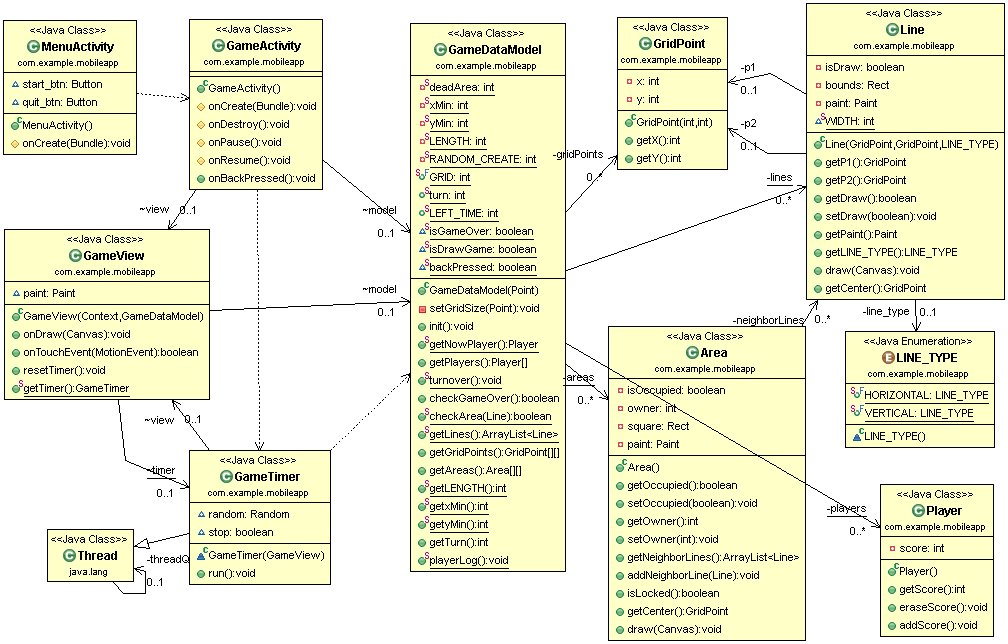 <<Java Class>>
MenuActivity
com.example.mobileapp
start_btn: Button
quit_btn: Button
MenuActivity()
onCreate(Bundle):void
<<Java Class>>
GameActivity
com.example.mobileapp
GameActivity()
onCreate(Bundle):void
onDestroy():void
onPause():void
onResume():void
onBackPressed():void
~view
0..1
~model
0..1
<<Java Class>>
GameView
com.example.mobileapp
paint: Paint
GameView(Context,GameDataModel)
onDraw(Canvas):void
onTouchEvent(MotionEvent):boolean
resetTimer():void
getTimer():GameTimer
~model
0..1
~view
0..1
~timer
0..1
<<Java Class>>
GameTimer
com.example.mobileapp
random: Random
stop: boolean
GameTimer(GameView)
run():void
<<Java Class>>
Thread
java.lang
-threadQ
0..1
<<Java Class>>
GameDataModel
com.example.mobileapp
deadArea: int
xMin: int
yMin: int
LENGTH: int
RANDOM_CREATE: int
GRID: int
turn: int
LEFT_TIME: int
isGameOver: boolean
isDrawGame: boolean
backPressed: boolean
GameDataModel(Point)
setGridSize(Point):void
init():void
getNowPlayer():Player
getPlayers():Player[]
turnover():void
checkGameOver():boolean
checkArea(Line):boolean
getLines():ArrayList<Line>
getGridPoints():GridPoint[][]
getAreas():Area[][]
getLENGTH():int
getxMin():int
getyMin():int
getTurn():int
playerLog():void
-gridPoints
0..*
-lines
0..*
-areas
0..*
-players
0..*
<<Java Class>>
GridPoint
com.example.mobileapp
x: int
y: int
GridPoint(int,int)
getX():int
getY():int
-p1
0..1
-p2
0..1
<<Java Class>>
Line
com.example.mobileapp
isDraw: boolean
bounds: Rect
paint: Paint
WIDTH: int
Line(GridPoint,GridPoint,LINE_TYPE)
getP1():GridPoint
getP2():GridPoint
getDraw():boolean
setDraw(boolean):void
getPaint():Paint
getLINE_TYPE():LINE_TYPE
draw(Canvas):void
getCenter():GridPoint
-neighborLines
0..*
-line_type
0..1
<<Java Enumeration>>
LINE_TYPE
com.example.mobileapp
HORIZONTAL: LINE_TYPE
VERTICAL: LINE_TYPE
LINE_TYPE()
<<Java Class>>
Area
com.example.mobileapp
isOccupied: boolean
owner: int
square: Rect
paint: Paint
Area()
getOccupied():boolean
setOccupied(boolean):void
getOwner():int
setOwner(int):void
getNeighborLines():ArrayList<Line>
addNeighborLine(Line):void
isLocked():boolean
getCenter():GridPoint
draw(Canvas):void
<<Java Class>>
Player
com.example.mobileapp
score: int
Player()
getScore():int
eraseScore():void
addScore():void